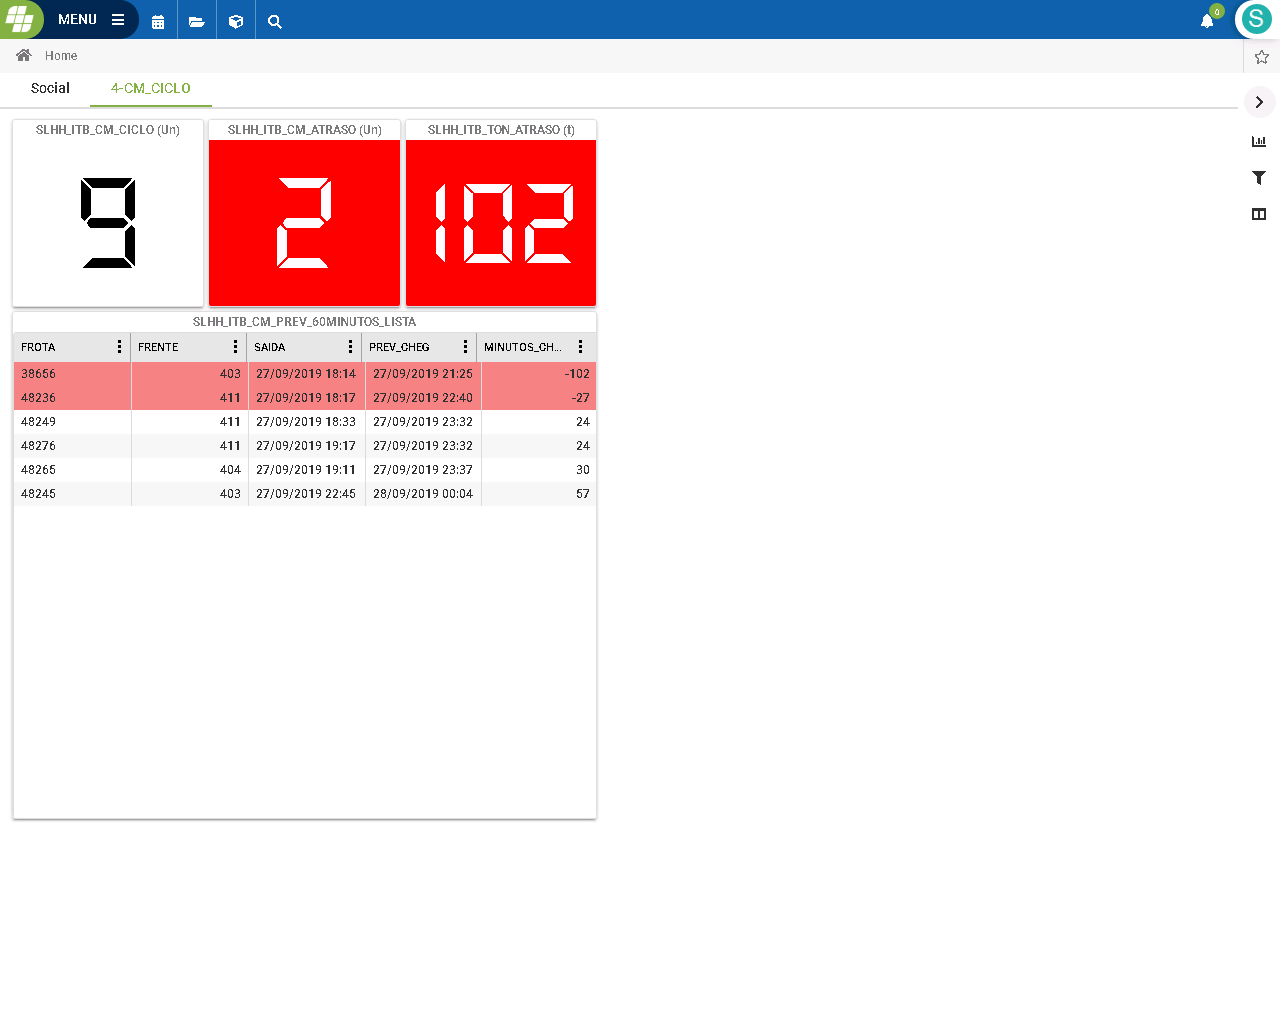 MENU
0
S
Home
Social 4-CM_CICLO
SLHH_ITB_CM_CICLO (Un) SLHH_ITB_CM_ATRASO (Un) SLHH_ITB_TON_ATRASO (t)
9 2 102
SLHH_ITB_CM_PREV_60MINUTOS_LISTA
FROTA FRENTE SAIDA PREV_CHEG MINUTOS_CH...
38656 403 27/09/2019 18:14 27/09/2019 21:25 -102
48236 411 27/09/2019 18:17 27/09/2019 22:40 -27
48249 411 27/09/2019 18:33 27/09/2019 23:32 24
48276 411 27/09/2019 19:17 27/09/2019 23:32 24
48265 404 27/09/2019 19:11 27/09/2019 23:37 30
48245 403 27/09/2019 22:45 28/09/2019 00:04 57